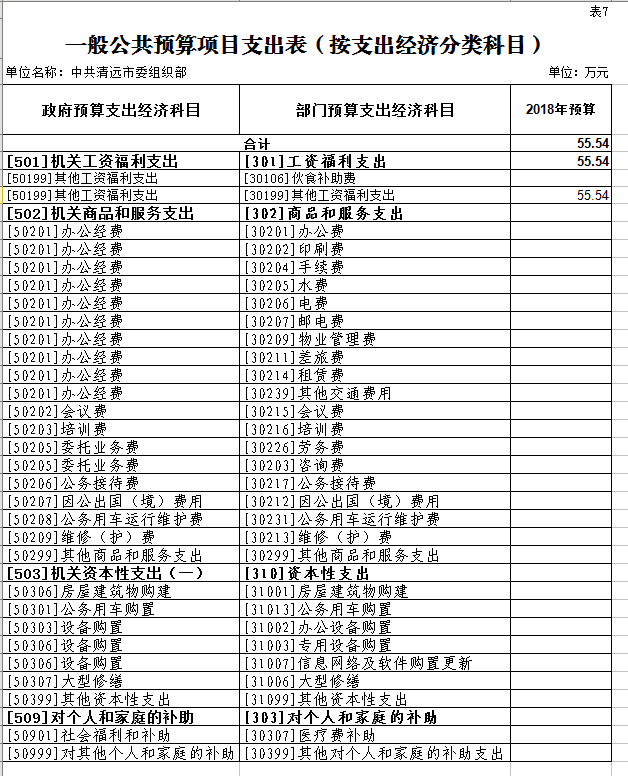 表7
一般公共预算项目支出表（按支出经济分类科目）
单位名称：中共清远市委组织部 单位：万元
政府预算支出经济科目 部门预算支出经济科目 2018年预算
合计 55.54
[501]机关工资福利支出 [301]工资福利支出 55.54
[50199]其他工资福利支出 [30106]伙食补助费
[50199]其他工资福利支出 [30199]其他工资福利支出 55.54
[502]机关商品和服务支出 [302]商品和服务支出
[50201]办公经费 [30201]办公费
[50201]办公经费 [30202]印刷费
[50201]办公经费 [30204]手续费
[50201]办公经费 [30205]水费
[50201]办公经费 [30206]电费
[50201]办公经费 [30207]邮电费
[50201]办公经费 [30209]物业管理费
[50201]办公经费 [30211]差旅费
[50201]办公经费 [30214]租赁费
[50201]办公经费 [30239]其他交通费用
[50202]会议费 [30215]会议费
[50203]培训费 [30216]培训费
[50205]委托业务费 [30226]劳务费
[50205]委托业务费 [30203]咨询费
[50206]公务接待费 [30217]公务接待费
[50207]因公出国（境）费用 [30212]因公出国（境）费用
[50208]公务用车运行维护费 [30231]公务用车运行维护费
[50209]维修（护）费 [30213]维修（护）费
[50299]其他商品和服务支出 [30299]其他商品和服务支出
[503]机关资本性支出（一） [310]资本性支出
[50306]房屋建筑物购建 [31001]房屋建筑物购建
[50301]公务用车购置 [31013]公务用车购置
[50303]设备购置 [31002]办公设备购置
[50306]设备购置 [31003]专用设备购置
[50306]设备购置 [31007]信息网络及软件购置更新
[50307]大型修缮 [31006]大型修缮
[50399]其他资本性支出 [31099]其他资本性支出
[509]对个人和家庭的补助 [303]对个人和家庭的补助
[50901]社会福利和补助 [30307]医疗费补助
[50999]对其他个人和家庭的补助 [30399]其他对个人和家庭的补助支出